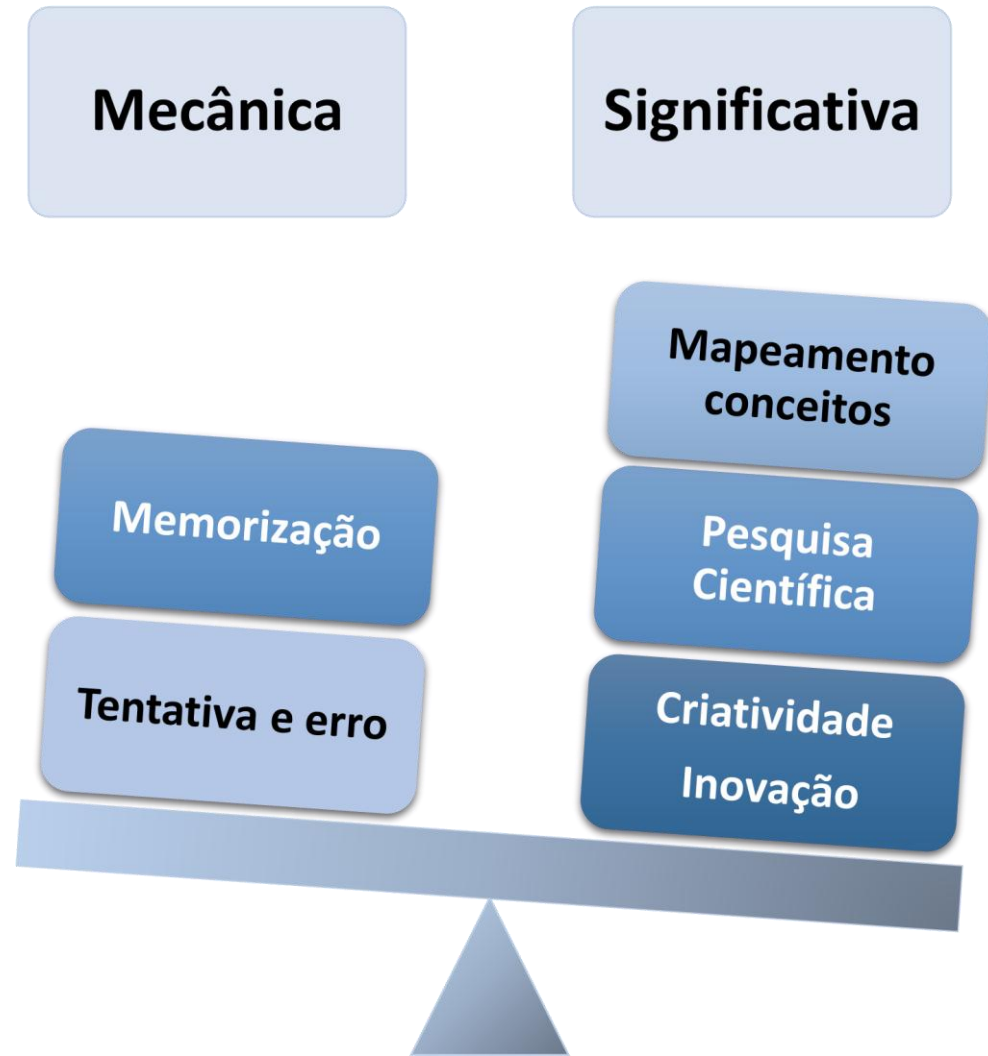 Mecânica
Significativa
Memorização
Tentativa e erro
Mapeamento
conceitos
Pesquisa
Científica
Criatividade
Inovação